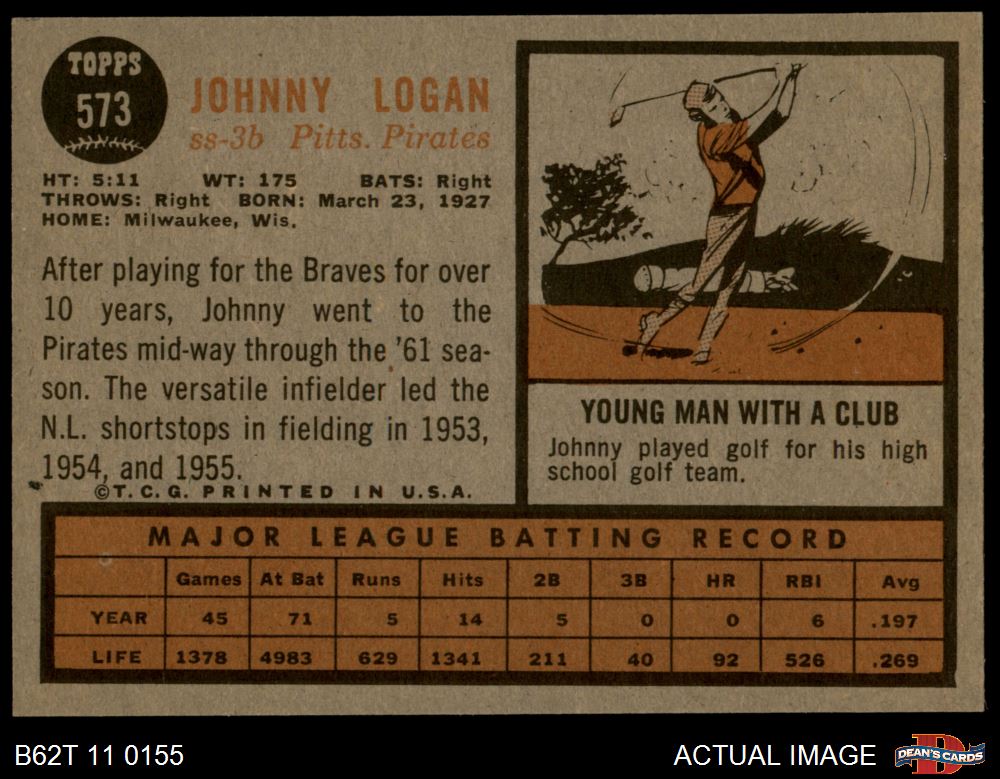 TOPPS
573
JOHNNY LOGAN
ss-3b Pitts. Pirates
HT: 5:11 WT: 175 BATS: Right
THROWS: Right BORN: March 23, 1927
HOME: Milwaukee, Wis.
After playing for the Braves for over
10 years, Johnny went to the
Pirates mid-way through the '61 sea-
son. The versatile infielder led the
N.L. shortstops in fielding in 1953,
1954, and 1955.
©T.C.G. PRINTED IN U.S.A.
YOUNG MAN WITH A CLUB
Johnny played golf for his high
school golf team.
MAJOR LEAGUE BATTING RECORD
Games At Bat Runs Hits 2B 3B HR RBI Avg
YEAR 45 71 5 14 5 0 0 6 .197
LIFE 1378 4983 629 1341 211 40 92 526 .269
B62T 11 0155
ACTUAL IMAGE
D
DEAN'S CARDS